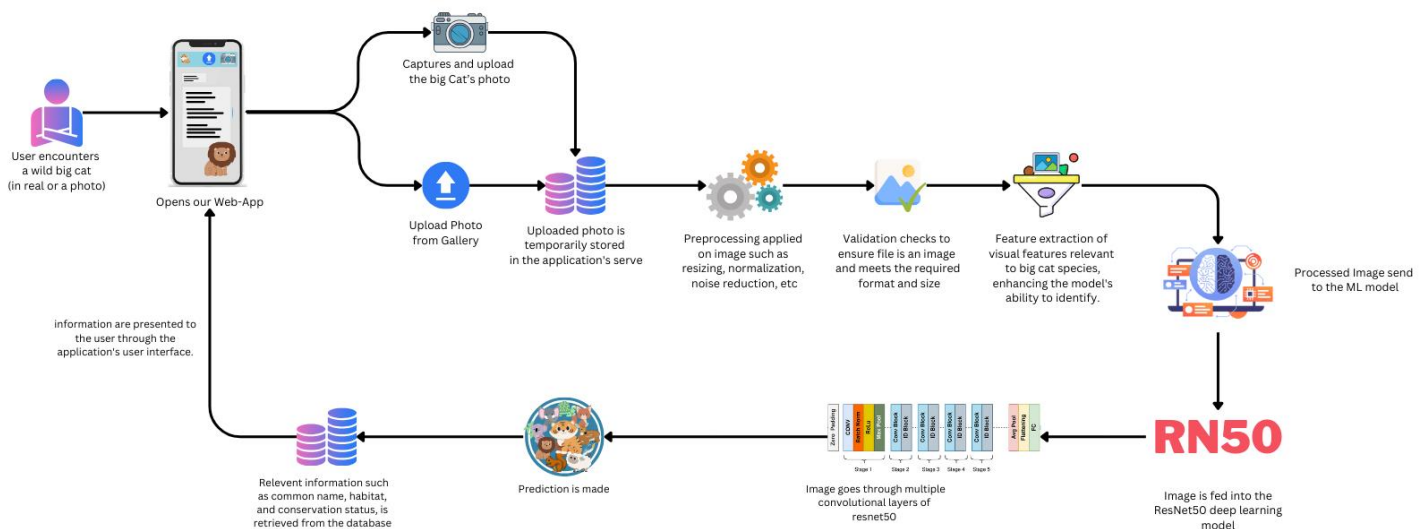 User encounters
a wild big cat
(in real or a photo)
Opens our Web-App
Captures and upload
the big Cat's photo
Upload Photo
from Gallery
Uploaded photo is
temporarily stored
in the application's serve
Preprocessing applied
on image such as
resizing, normalization,
noise reduction, etc
Validation checks to
ensure file is an image
and meets the required
format and size
Feature extraction of
visual features relevant
to big cat species,
enhancing the model's
ability to identify.
Processed Image send
to the ML model
RN50
Image is fed into the
ResNet50 deep learning
model
Zero Padding
CONV
Batch Norm
ReLu
Max Pool
Conv Block
ID Block
Conv Block
ID Block
Conv Block
ID Block
Conv Block
ID Block
Avg Pool
Flattening
FC
Stage 1
Stage 2
Stage 3
Stage 4
Stage 5
Image goes through multiple
convolutional layers of
resnet50
Prediction is made
Relevent information such
as common name, habitat,
and conservation status, is
retrieved from the database
information are presented to
the user through the
application's user interface.